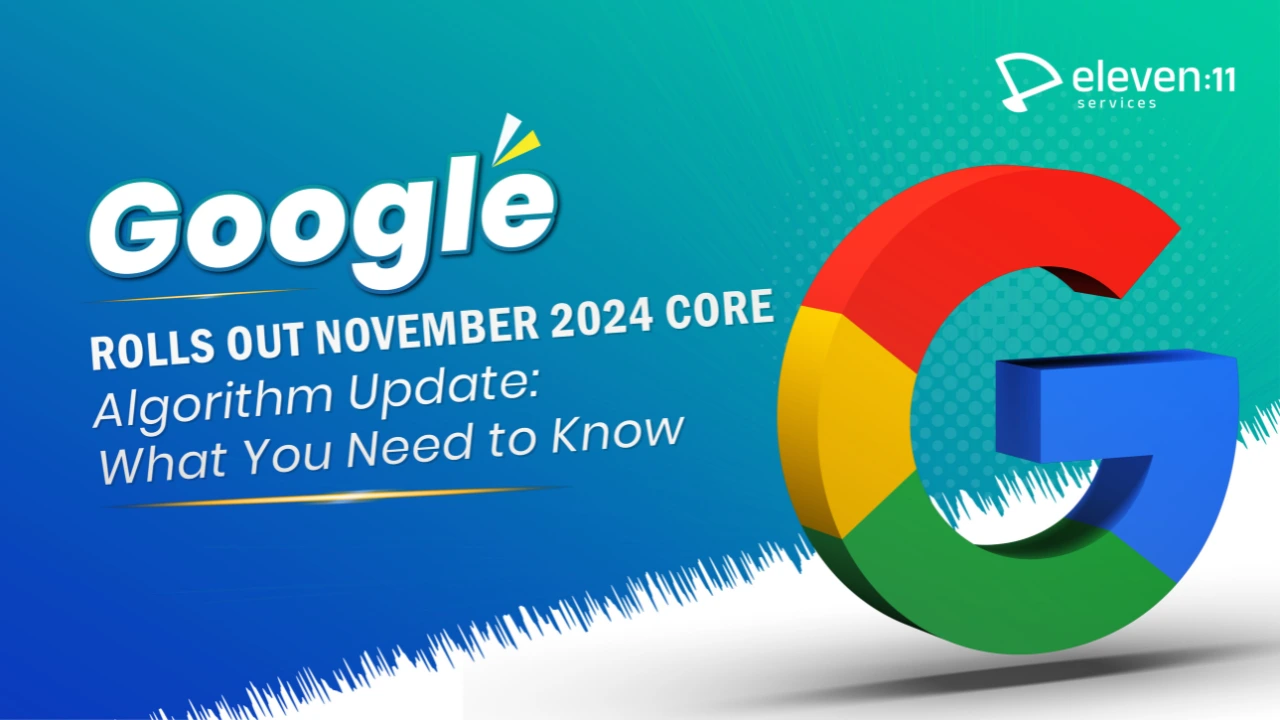 eleven:11
services
Google
ROLLS OUT NOVEMBER 2024 CORE
Algorithm Update:
What You Need to Know